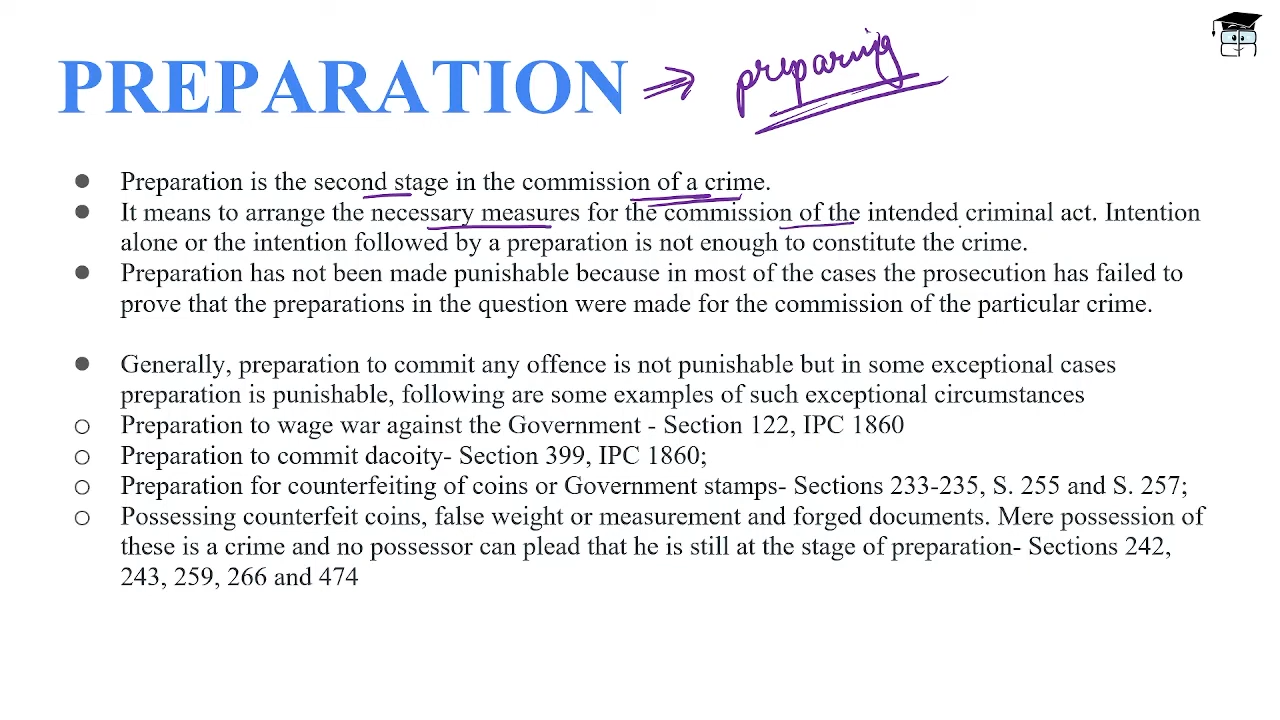 PREPARATION ⇒ preparing
● Preparation is the second stage in the commission of a crime.
● It means to arrange the necessary measures for the commission of the intended criminal act. Intention
alone or the intention followed by a preparation is not enough to constitute the crime.
● Preparation has not been made punishable because in most of the cases the prosecution has failed to
prove that the preparations in the question were made for the commission of the particular crime.
● Generally, preparation to commit any offence is not punishable but in some exceptional cases
preparation is punishable, following are some examples of such exceptional circumstances
○ Preparation to wage war against the Government - Section 122, IPC 1860
○ Preparation to commit dacoity- Section 399, IPC 1860;
○ Preparation for counterfeiting of coins or Government stamps- Sections 233-235, S. 255 and S. 257;
○ Possessing counterfeit coins, false weight or measurement and forged documents. Mere possession of
these is a crime and no possessor can plead that he is still at the stage of preparation- Sections 242,
243, 259, 266 and 474